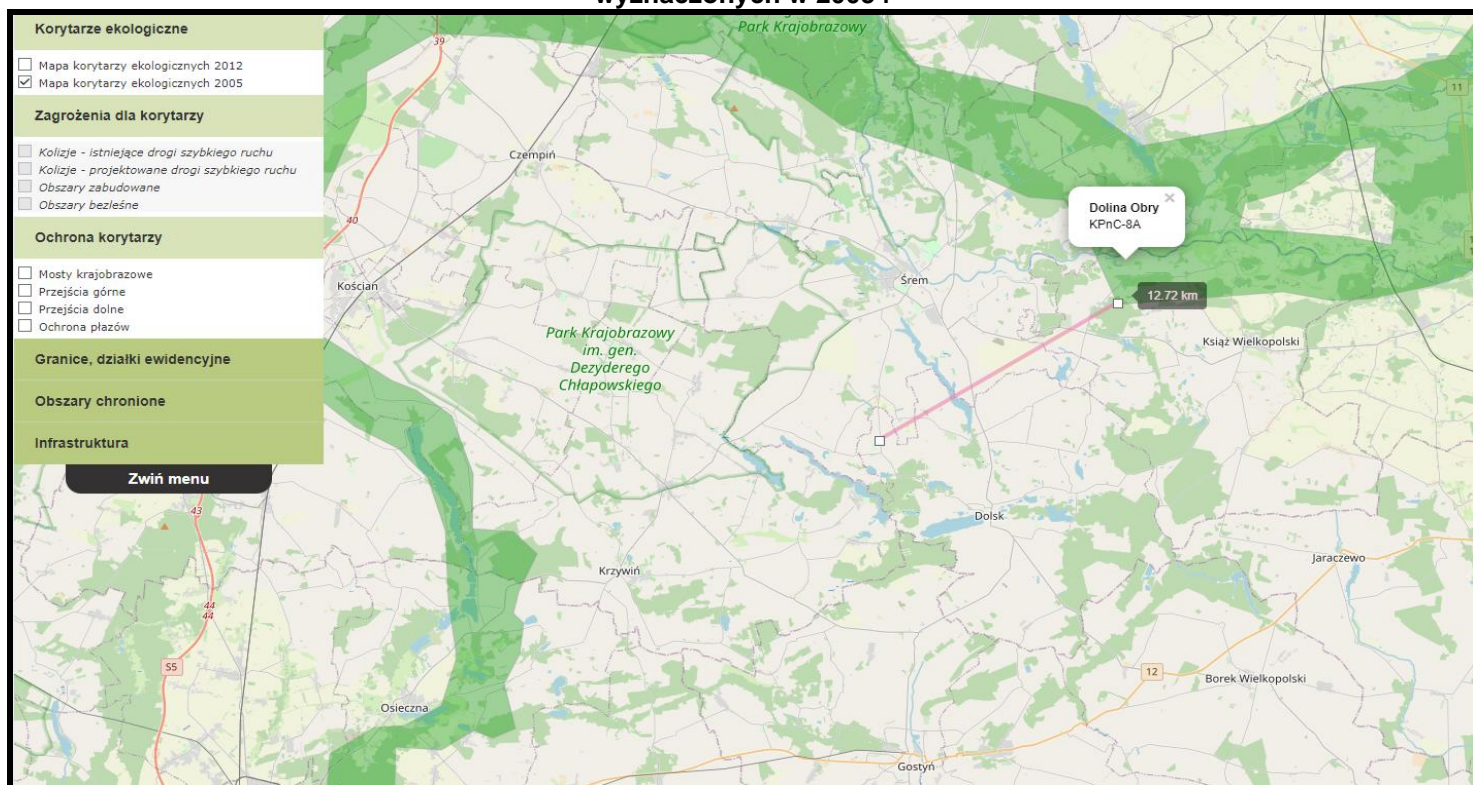 wyznaczonych w 2005 r
Korytarze ekologiczne
Mapa korytarzy ekologicznych 2012
Mapa korytarzy ekologicznych 2005
Zagrożenia dla korytarzy
Kolizje - istniejące drogi szybkiego ruchu
Kolizje - projektowane drogi szybkiego ruchu
Obszary zabudowane
Obszary bezleśne
Ochrona korytarzy
Mosty krajobrazowe
Przejścia górne
Przejścia dolne
Ochrona płazów
Granice, działki ewidencyjne
Obszary chronione
Infrastruktura
Zwiń menu
Park Krajobrazowy
39
11
Czempiń
40
Dolina Obry ×
KPnC-8A
Kościan
Śrem
12.72 km
Park Krajobrazowy
im. gen.
Dezyderego
Chłapowskiego
Książ Wielkopolski
43
Dolsk
Jaraczewo
Krzywiń
44
44
S5
12
Borek Wielkopolski
Osieczna
Gostyń